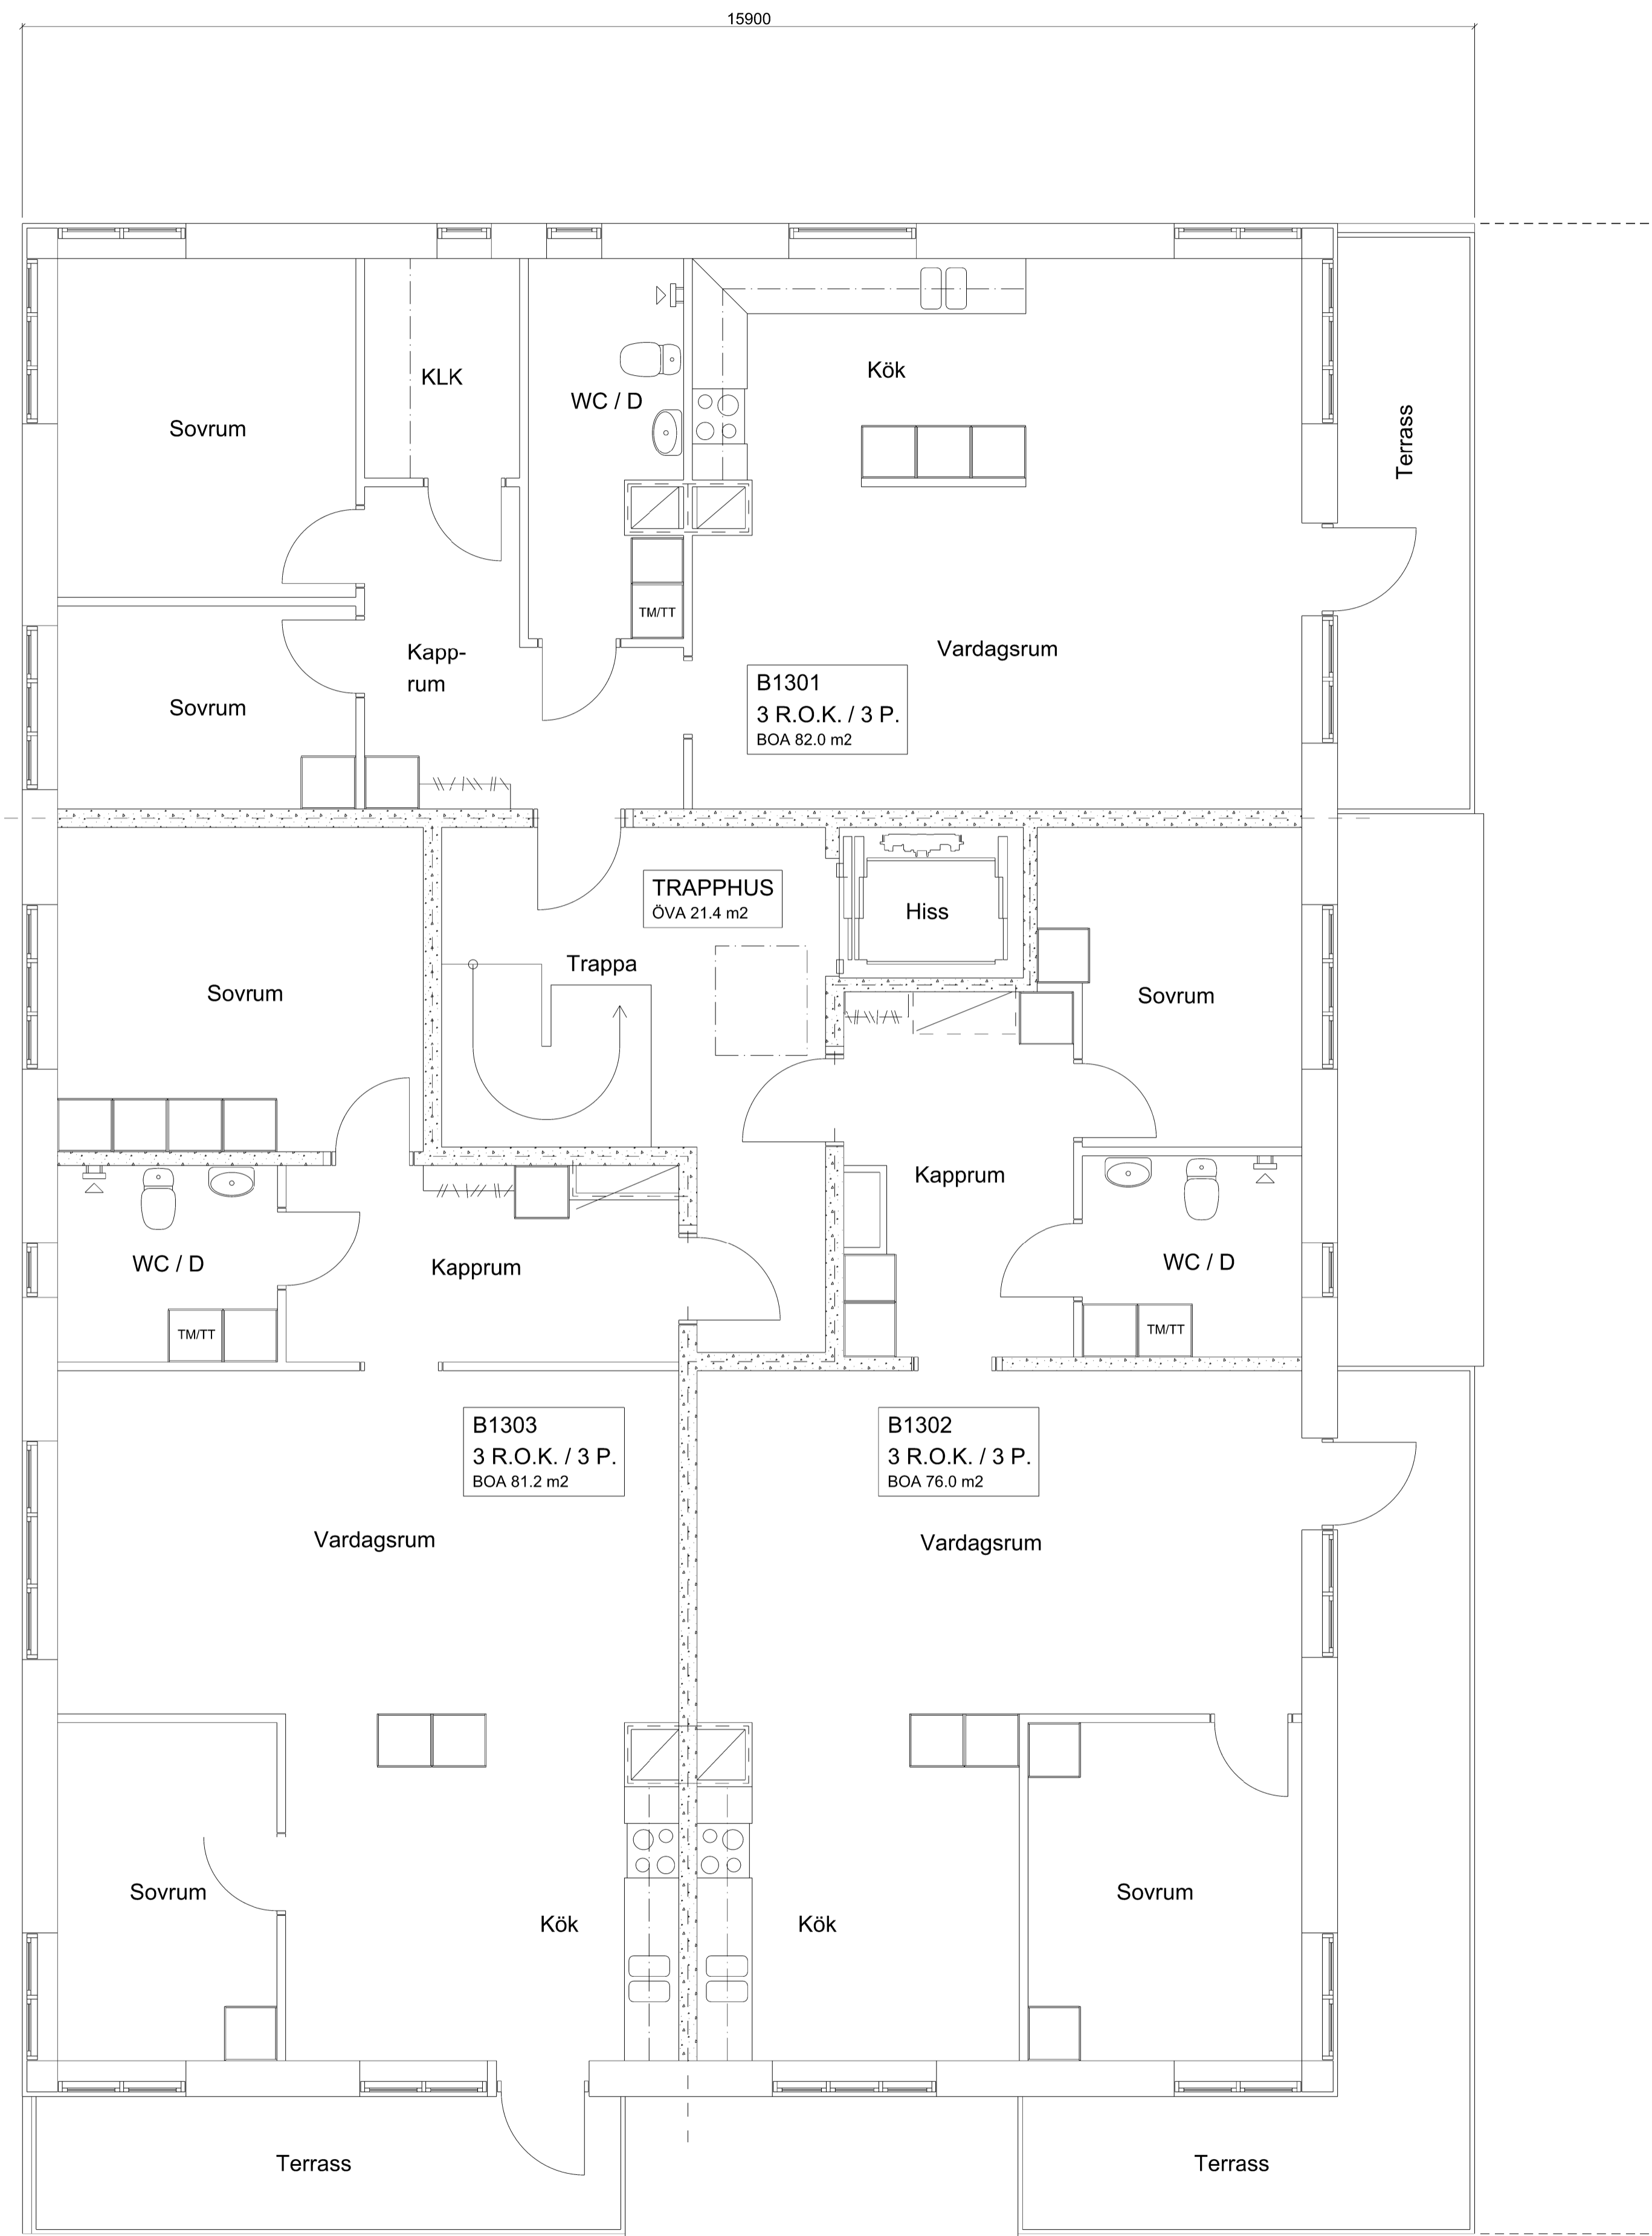 15900
KLK
Kök
WC / D
Sovrum
Terrass
TM/TT
Kapp-
rum
Vardagsrum
B1301
3 R.O.K. / 3 P.
BOA 82.0 m2
Sovrum
TRAPPHUS
ÖVA 21.4 m2
Hiss
Trappa
Sovrum
Sovrum
Kapprum
WC / D
Kapprum
WC / D
TM/TT
TM/TT
B1303
3 R.O.K. / 3 P.
BOA 81.2 m2
B1302
3 R.O.K. / 3 P.
BOA 76.0 m2
Vardagsrum
Vardagsrum
Sovrum
Sovrum
Kök
Kök
Terrass
Terrass